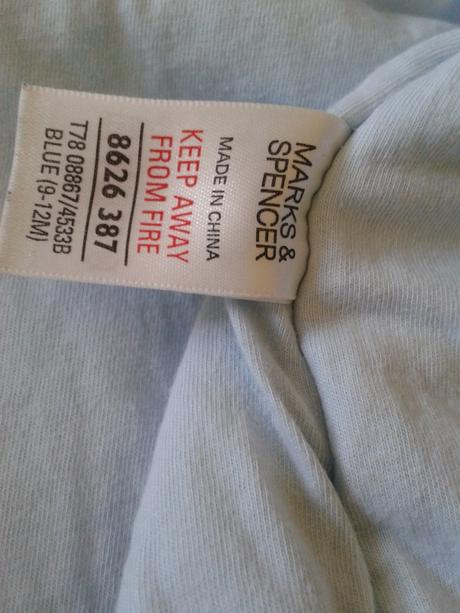 MARKS &
SPENCER
MADE IN CHINA
KEEP AWAY
FROM FIRE
8626 387
T78 08867/4533B
BLUE (9-12M)